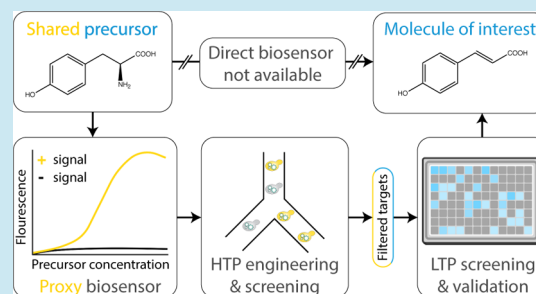 Shared precursor
COOH
NH₂
HO
Direct biosensor
not available
Molecule of interest
COOH
HO
+ signal
- signal
Flourescence
Precursor concentration
Proxy biosensor
HTP engineering
& screening
Filtered targets
LTP screening
& validation